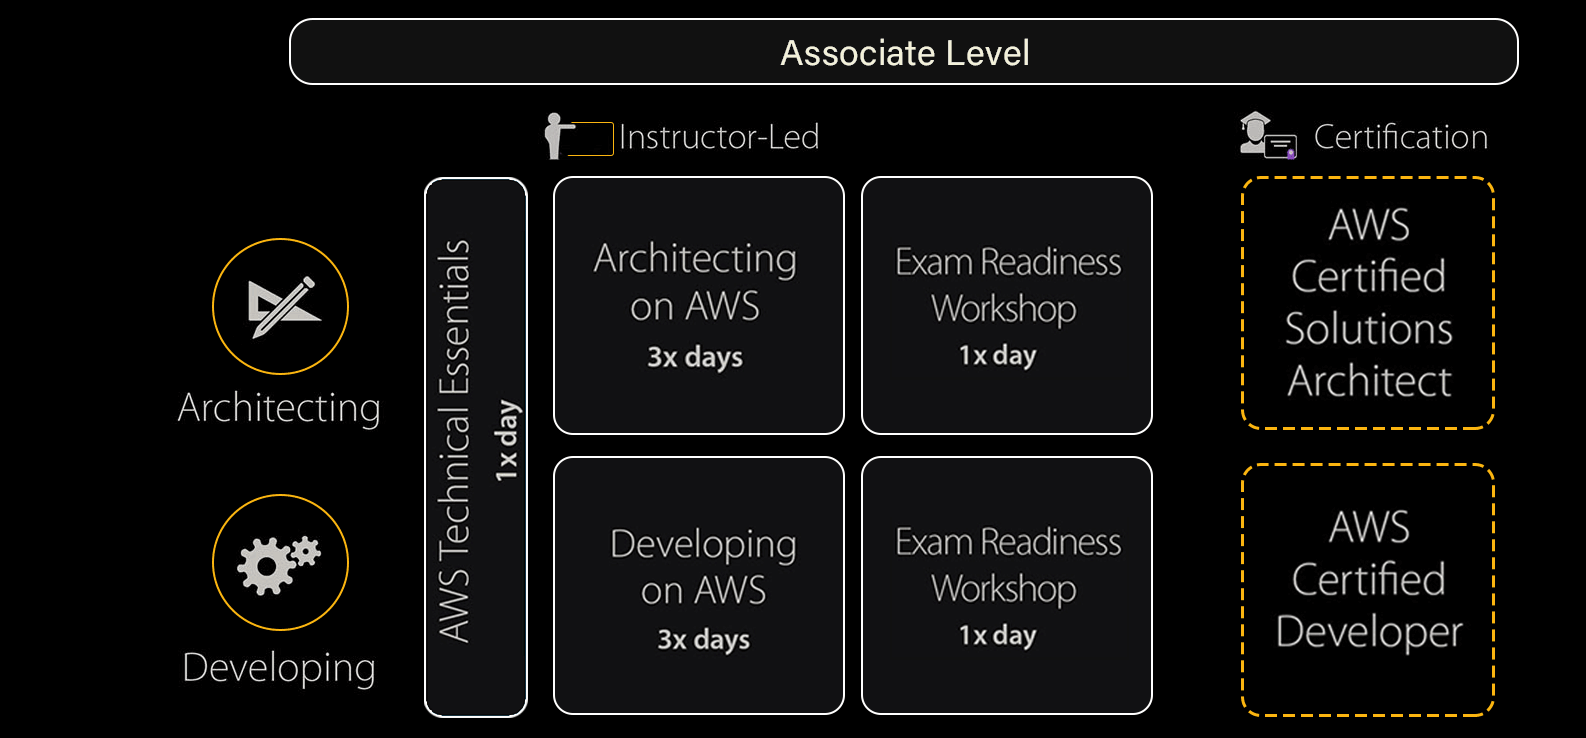 Associate Level
Instructor-Led
Certification
Architecting
Developing
AWS Technical Essentials
1x day
Architecting
on AWS
3x days
Exam Readiness
Workshop
1x day
AWS
Certified
Solutions
Architect
Developing
on AWS
3x days
Exam Readiness
Workshop
1x day
AWS
Certified
Developer